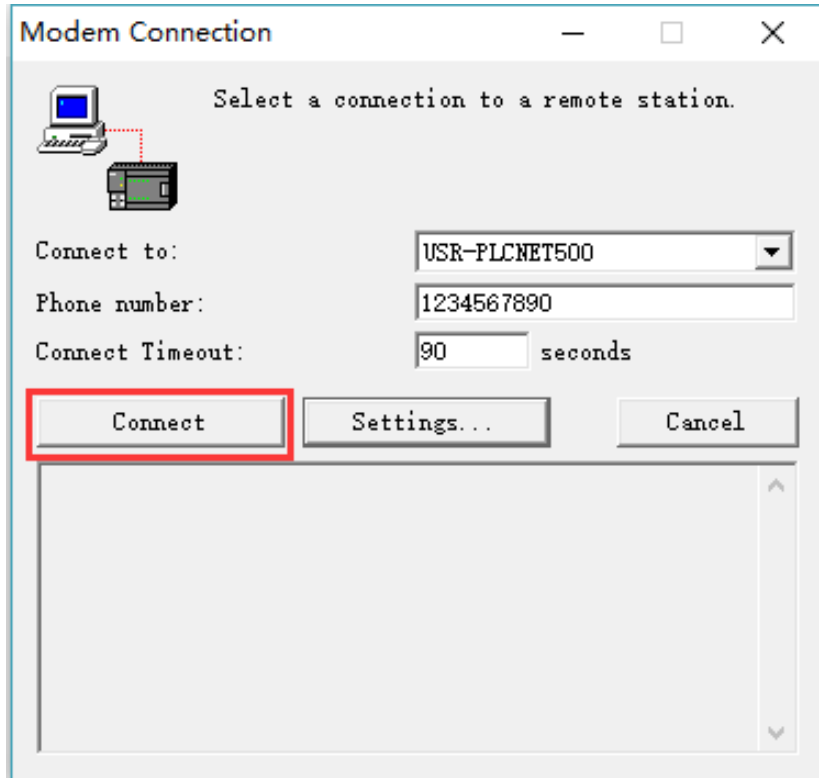 Modem Connection
Select a connection to a remote station.
Connect to: USR-PLCNET500
Phone number: 1234567890
Connect Timeout: 90 seconds
Connect Settings... Cancel